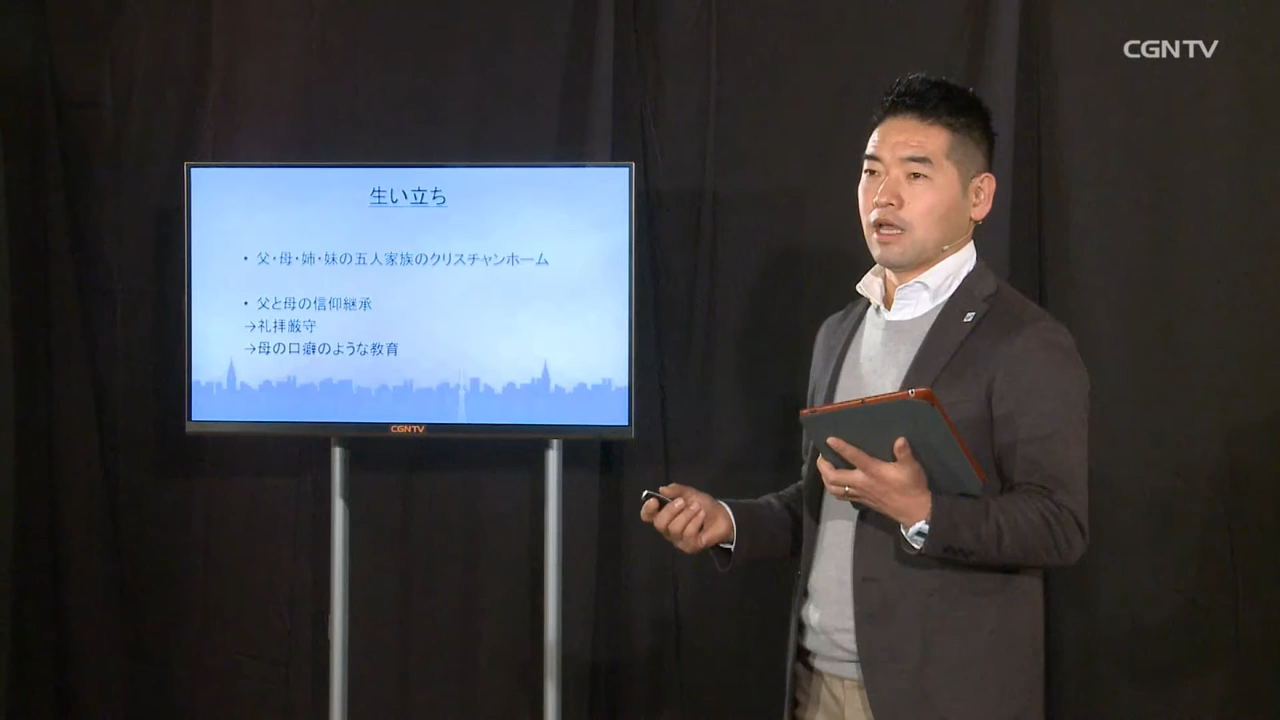 CGNTV
生い立ち
・父・母・姉・妹の五人家族のクリスチャンホーム
・父と母の信仰継承
→礼拝厳守
→母の口癖のような教育
CGNTV